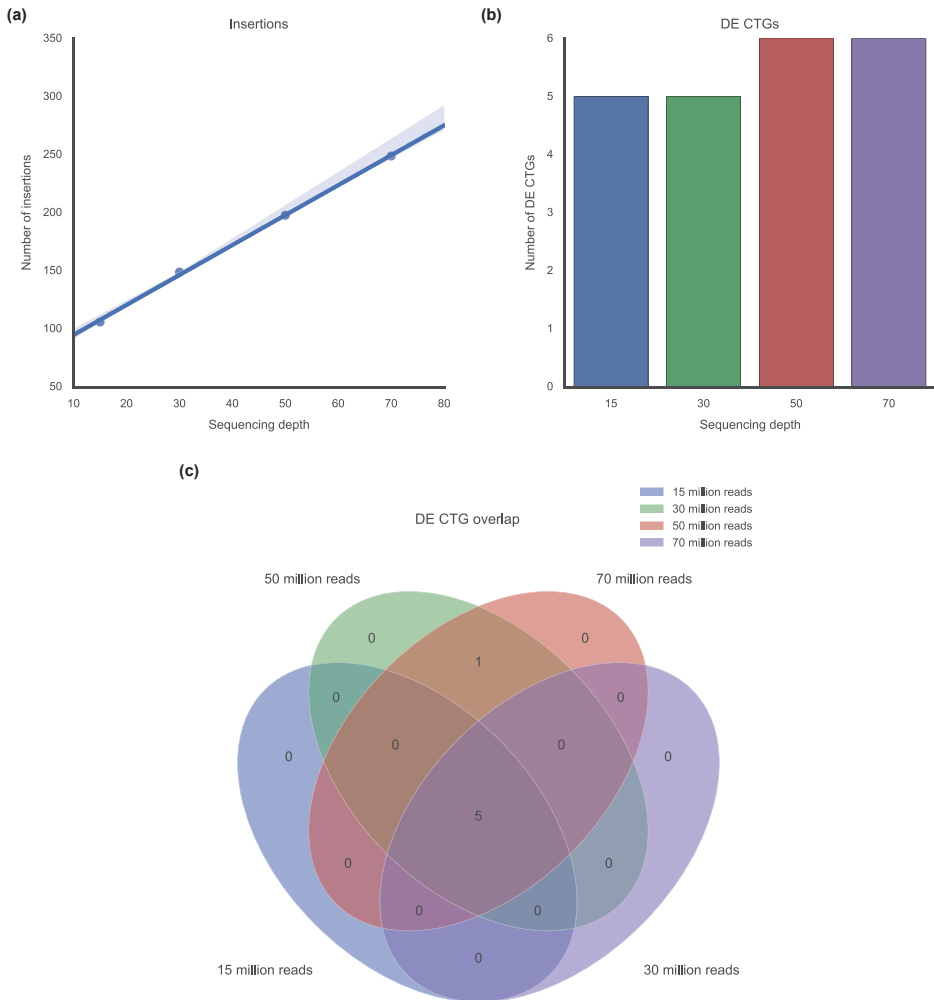 (a)
Insertions
350
300
250
200
150
100
50
Number of insertions
10 20 30 40 50 60 70 80
Sequencing depth
(b)
DE CTGs
6
5
4
3
2
1
0
Number of DE CTGs
15 30 50 70
Sequencing depth
(c)
DE CTG overlap
15 million reads
30 million reads
50 million reads
70 million reads
50 million reads 70 million reads
0 0
1
0 0
0 0
0 0
5
0 0
0 0
0
15 million reads 30 million reads